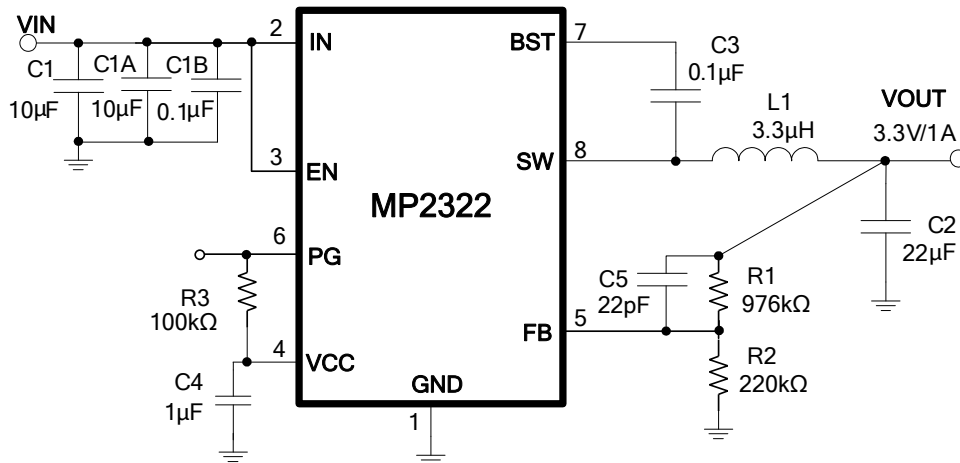 VIN
C1
10µF
C1A
10µF
C1B
0.1µF
2
IN
3
EN
6
PG
R3
100kΩ
4
VCC
C4
1µF
MP2322
GND
1
BST
7
C3
0.1µF
SW
8
L1
3.3µH
VOUT
3.3V/1A
C2
22µF
C5
22pF
R1
976kΩ
FB
5
R2
220kΩ